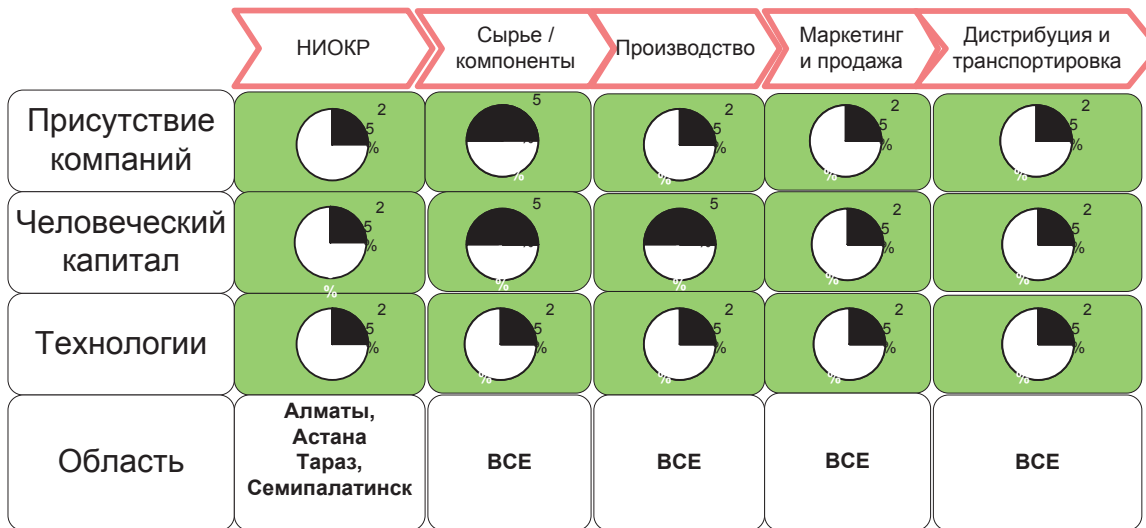 НИОКР
Сырье /
компоненты
Производство
Маркетинг
и продажа
Дистрибуция и
транспортировка
Присутствие
компаний
2
5
%
5
%
2
5
%
%
2
5
%
%
2
5
%
%
Человеческий
капитал
2
5
%
%
5
%
5
%
2
5
%
%
2
5
%
%
Технологии
2
5
%
2
5
%
%
2
5
%
%
2
5
%
%
2
5
%
%
Область
Алматы,
Астана
Тараз,
Семипалатинск
ВСЕ
ВСЕ
ВСЕ
ВСЕ